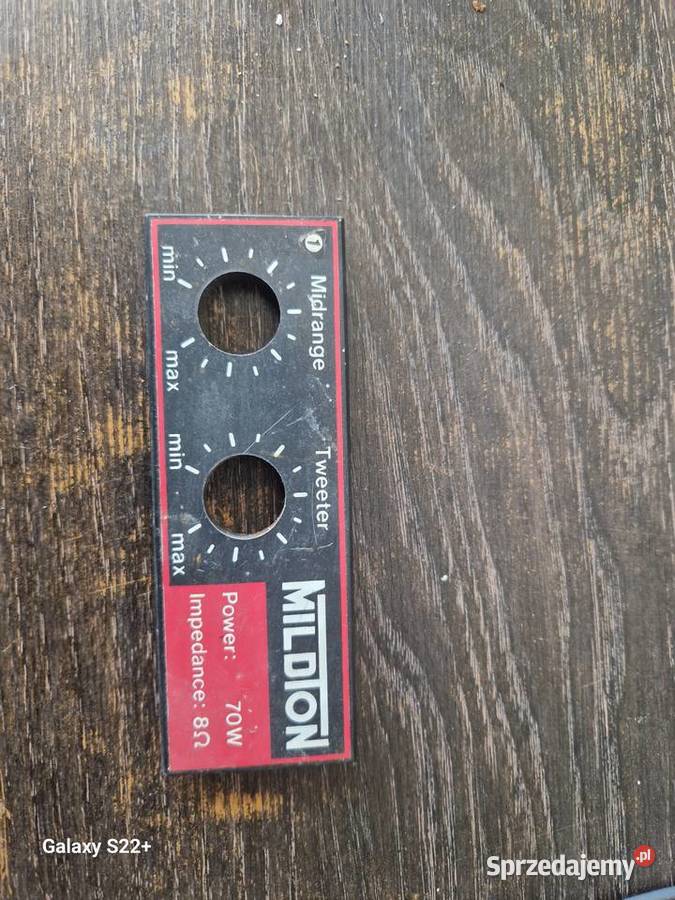 1 Midrange
min max
Tweeter
min max
MILDTON
Power: 70W
Impedance: 8Ω
Galaxy S22+
Sprzedajemy.pl